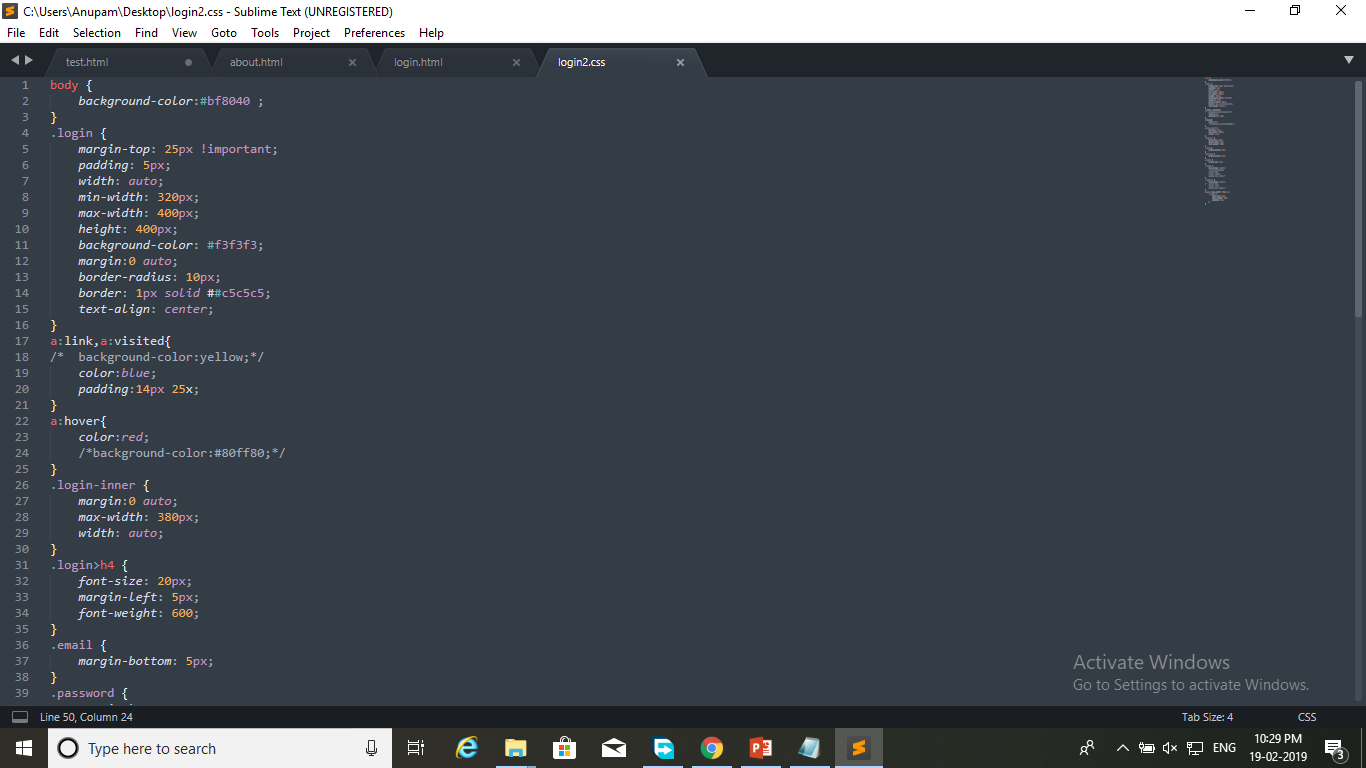 C:\Users\Anupam\Desktop\login2.css - Sublime Text (UNREGISTERED)
File Edit Selection Find View Goto Tools Project Preferences Help
test.html about.html login.html login2.css
1 body {
2 background-color:#bf8040 ;
3 }
4 .login {
5 margin-top: 25px !important;
6 padding: 5px;
7 width: auto;
8 min-width: 320px;
9 max-width: 400px;
10 height: 400px;
11 background-color: #f3f3f3;
12 margin:0 auto;
13 border-radius: 10px;
14 border: 1px solid ##c5c5c5;
15 text-align: center;
16 }
17 a:link,a:visited{
18 /* background-color:yellow;*/
19 color:blue;
20 padding:14px 25x;
21 }
22 a:hover{
23 color:red;
24 /*background-color:#80ff80;*/
25 }
26 .login-inner {
27 margin:0 auto;
28 max-width: 380px;
29 width: auto;
30 }
31 .login>h4 {
32 font-size: 20px;
33 margin-left: 5px;
34 font-weight: 600;
35 }
36 .email {
37 margin-bottom: 5px;
38 }
39 .password {
Activate Windows
Go to Settings to activate Windows.
Line 50, Column 24 Tab Size: 4 CSS
Type here to search ENG 10:29 PM
19-02-2019 3